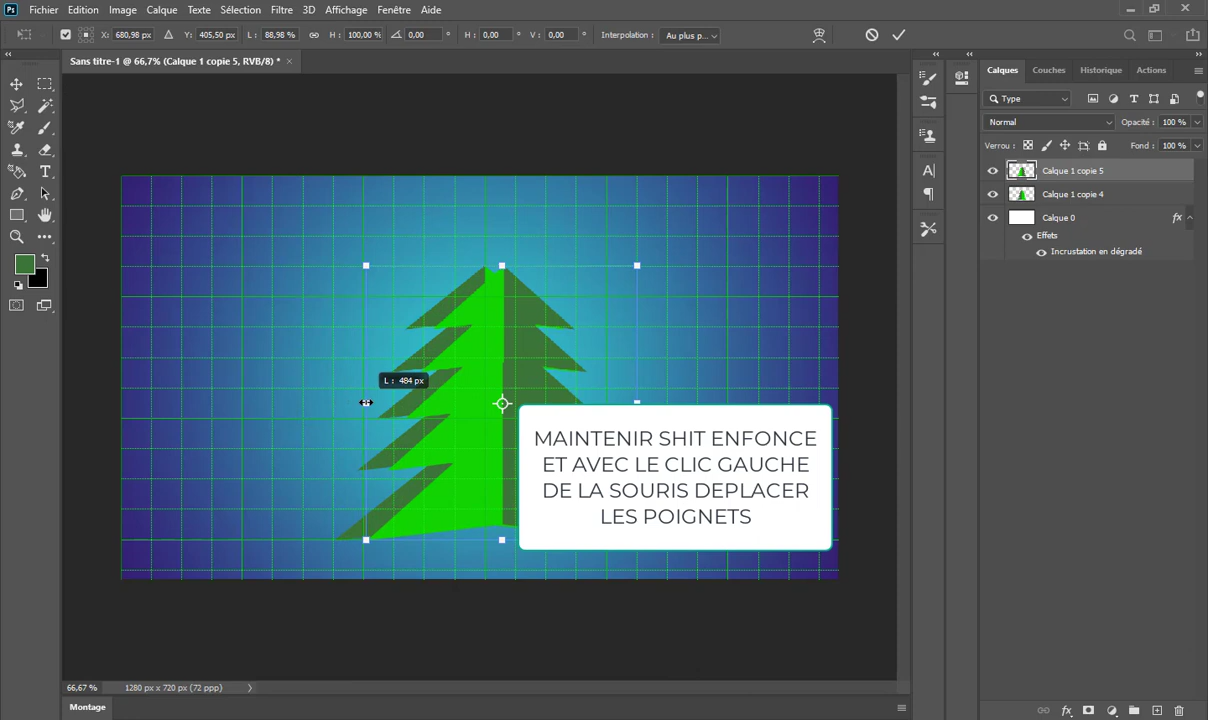 Ps Fichier Edition Image Calque Texte Sélection Filtre 3D Affichage Fenêtre Aide
X: 680,98 px Y: 405,50 px L: 88,98 % H: 100,00 % 0,00 ° H: 0,00 ° V: 0,00 ° Interpolation : Au plus p...
Sans titre-1 @ 66,7% (Calque 1 copie 5, RVB/8) *
Calques Couches Historique Actions
Type
Normal Opacité : 100 %
Verrou : Fond : 100 %
Calque 1 copie 5
Calque 1 copie 4
Calque 0 fx
Effets
Incrustation en dégradé
L : 484 px
MAINTENIR SHIT ENFONCE
ET AVEC LE CLIC GAUCHE
DE LA SOURIS DEPLACER
LES POIGNETS
66,67 % 1280 px x 720 px (72 ppp)
Montage